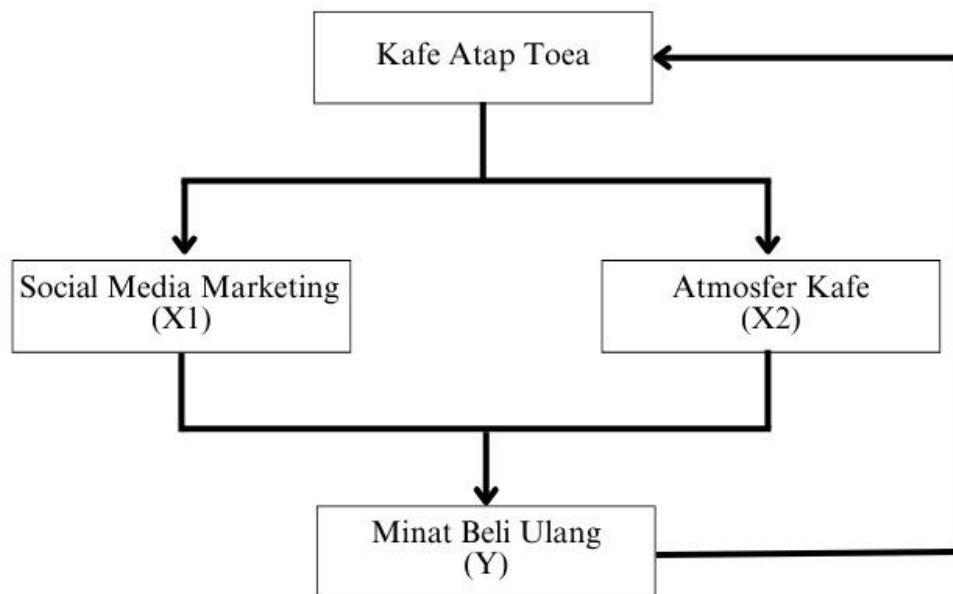 Kafe Atap Toea
Social Media Marketing
(X1)
Atmosfer Kafe
(X2)
Minat Beli Ulang
(Y)